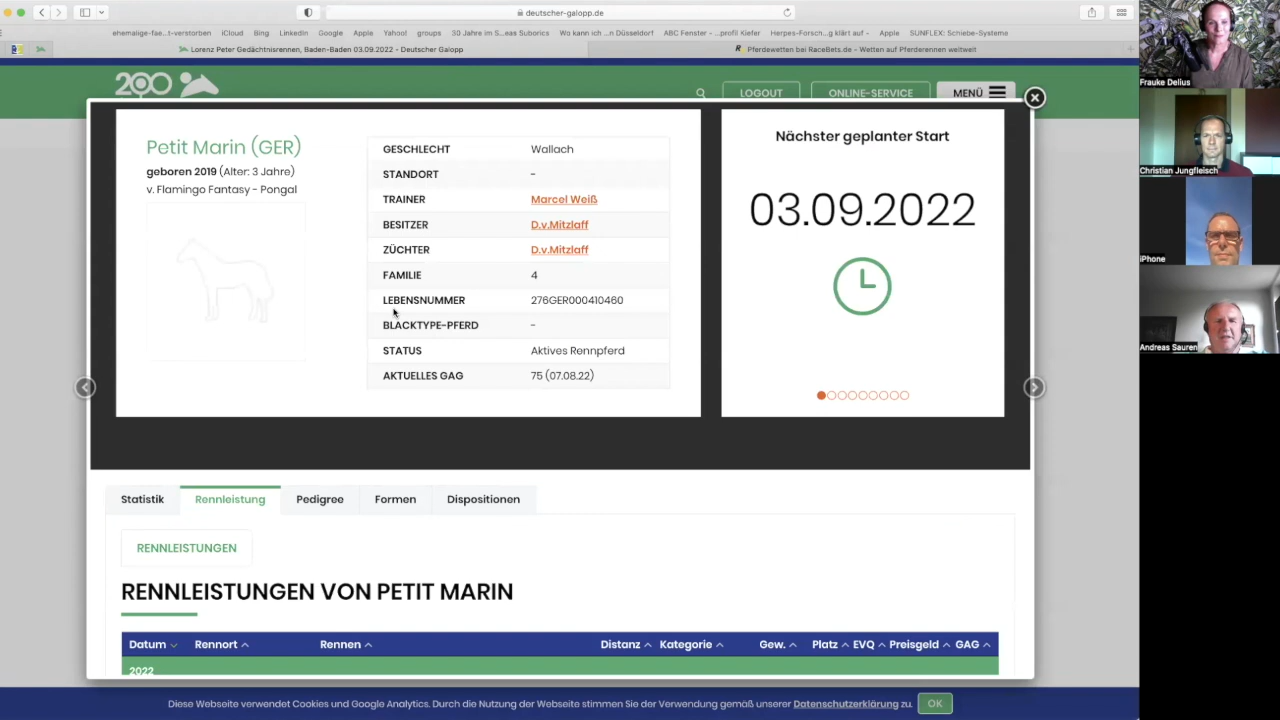 deutscher-galopp.de
ehemalige-fae...t-verstorben iCloud Bing LinkedIn Google Apple Yahoo! groups 30 Jahre im S...eas Suborics Wo kann ich ...n Düsseldorf ABC Fenster - ...profil Kiefer Herpes-Forsch...g klärt auf - Apple SUNFLEX: Schiebe-Systeme
Lorenz Peter Gedächtnisrennen, Baden-Baden 03.09.2022 - Deutscher Galopp
Pferdewetten bei RaceBets.de - Wetten auf Pferderennen weltweit
200
LOGOUT ONLINE-SERVICE MENÜ
Petit Marin (GER)
geboren 2019 (Alter: 3 Jahre)
v. Flamingo Fantasy - Pongal
GESCHLECHT Wallach
STANDORT -
TRAINER Marcel Weiß
BESITZER D.v.Mitzlaff
ZÜCHTER D.v.Mitzlaff
FAMILIE 4
LEBENSNUMMER 276GER000410460
BLACKTYPE-PFERD -
STATUS Aktives Rennpferd
AKTUELLES GAG 75 (07.08.22)
Nächster geplanter Start
03.09.2022
Statistik Rennleistung Pedigree Formen Dispositionen
RENNLEISTUNGEN
RENNLEISTUNGEN VON PETIT MARIN
Datum Rennort Rennen Distanz Kategorie Gew. Platz EVQ Preisgeld GAG
2022
Diese Webseite verwendet Cookies und Google Analytics. Durch die Nutzung der Webseite stimmen Sie der Verwendung gemäß unserer Datenschutzerklärung zu. OK
Frauke Delius
Christian Jungfleisch
iPhone
Andreas Sauren